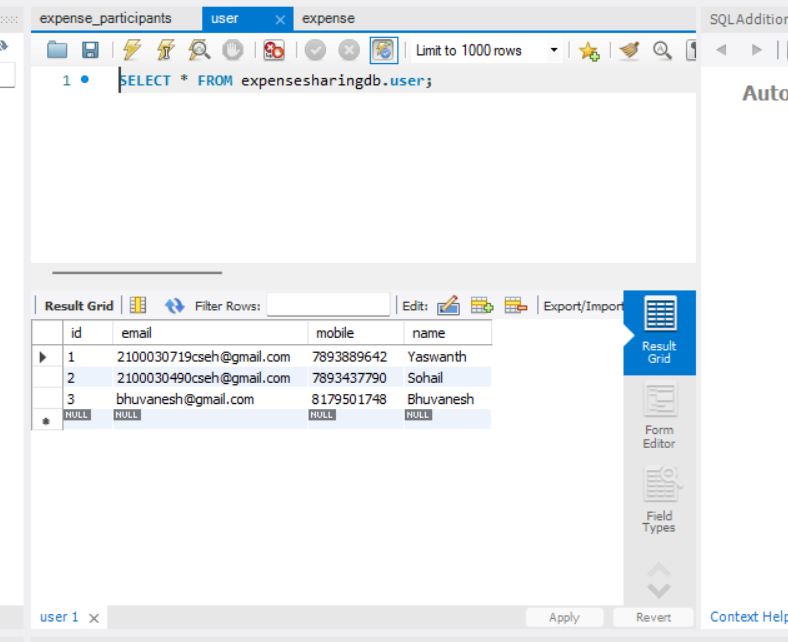 expense_participants user expense
SQLAddition
Limit to 1000 rows
1 SELECT * FROM expensesharingdb.user;
Auto
Result Grid Filter Rows: Edit: Export/Import
id email mobile name
1 2100030719cseh@gmail.com 7893889642 Yaswanth
2 2100030490cseh@gmail.com 7893437790 Sohail
3 bhuvanesh@gmail.com 8179501748 Bhuvanesh
NULL NULL NULL NULL
Result
Grid
Form
Editor
Field
Types
user 1 Apply Revert Context Help